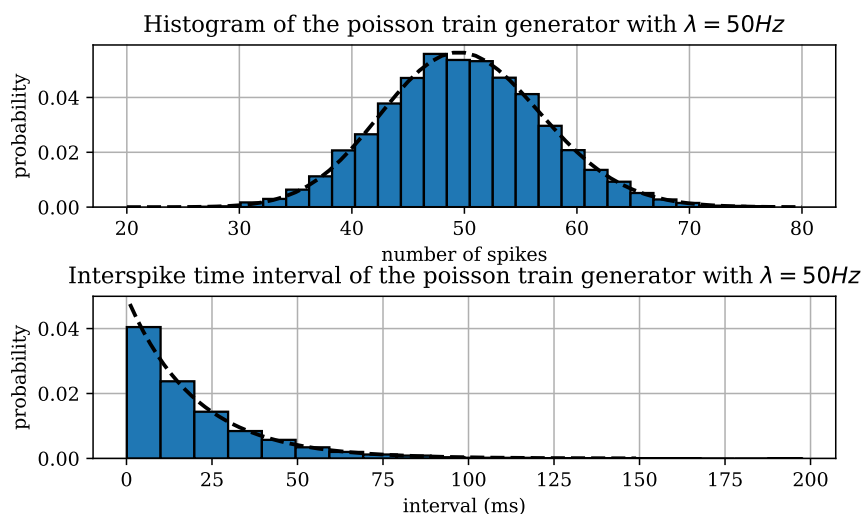 Histogram of the poisson train generator with λ = 50Hz
probability
0.04
0.02
0.00
20 30 40 50 60 70 80
number of spikes
Interspike time interval of the poisson train generator with λ = 50Hz
probability
0.04
0.02
0.00
0 25 50 75 100 125 150 175 200
interval (ms)